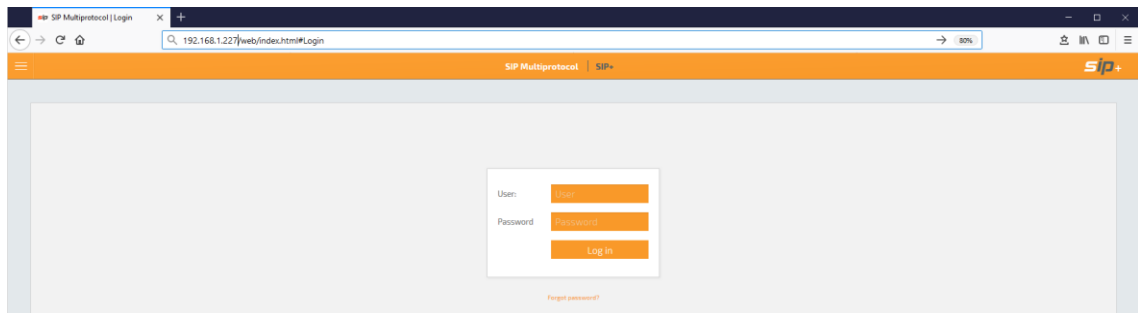 sip SIP Multiprotocol | Login
192.168.1.227/web/index.html#Login
80%
SIP Multiprotocol | SIP+
sip+
User: User
Password Password
Log in
Forgot password?